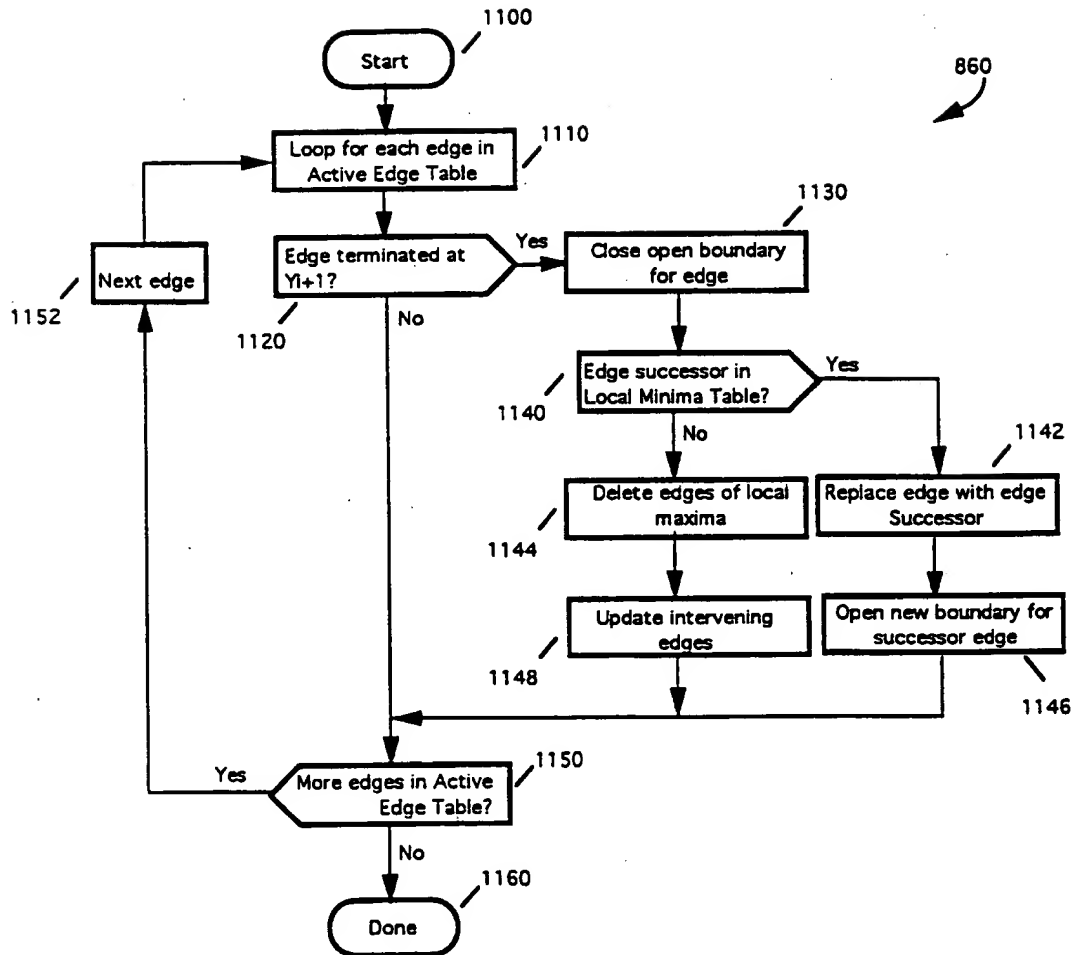 1100
Start
860
1110
Loop for each edge in
Active Edge Table
1130
Yes
Close open boundary
for edge
Edge terminated at
Yi+1?
Next edge
1152
1120
No
Yes
Edge successor in
Local Minima Table?
1140
No
1142
Delete edges of local
maxima
Replace edge with edge
Successor
1144
Update intervening
edges
Open new boundary for
successor edge
1148
1146
Yes
1150
More edges in Active
Edge Table?
No
1160
Done